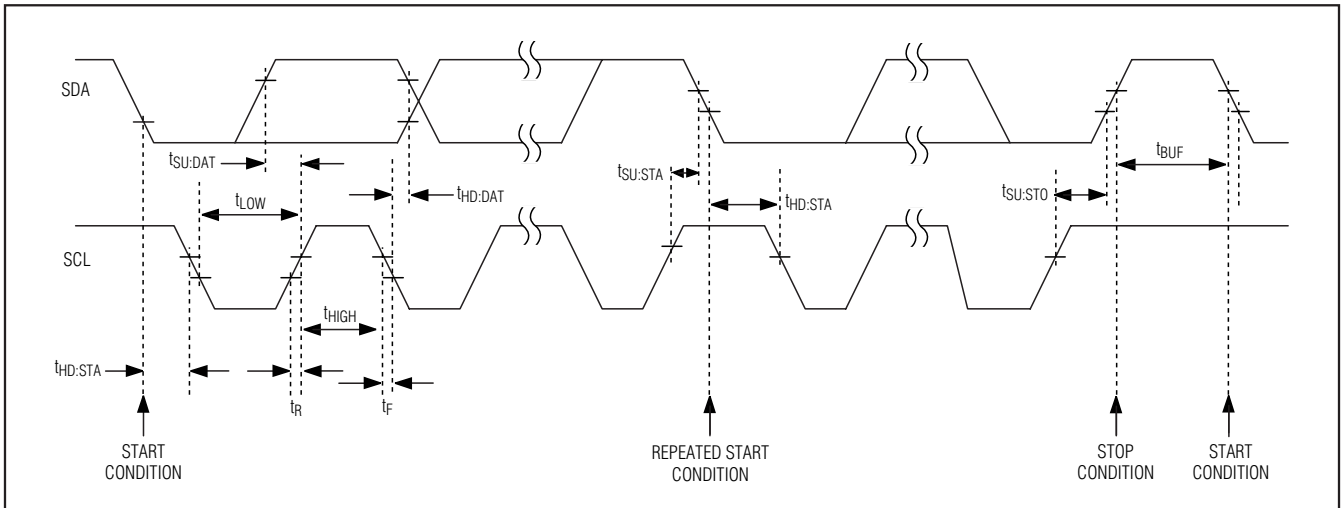 SDA
tSU:DAT
tLOW
tHD:DAT
tSU:STA
tHD:STA
tSU:STO
tBUF
SCL
tHIGH
tHD:STA
tR
tF
START
CONDITION
REPEATED START
CONDITION
STOP
CONDITION
START
CONDITION